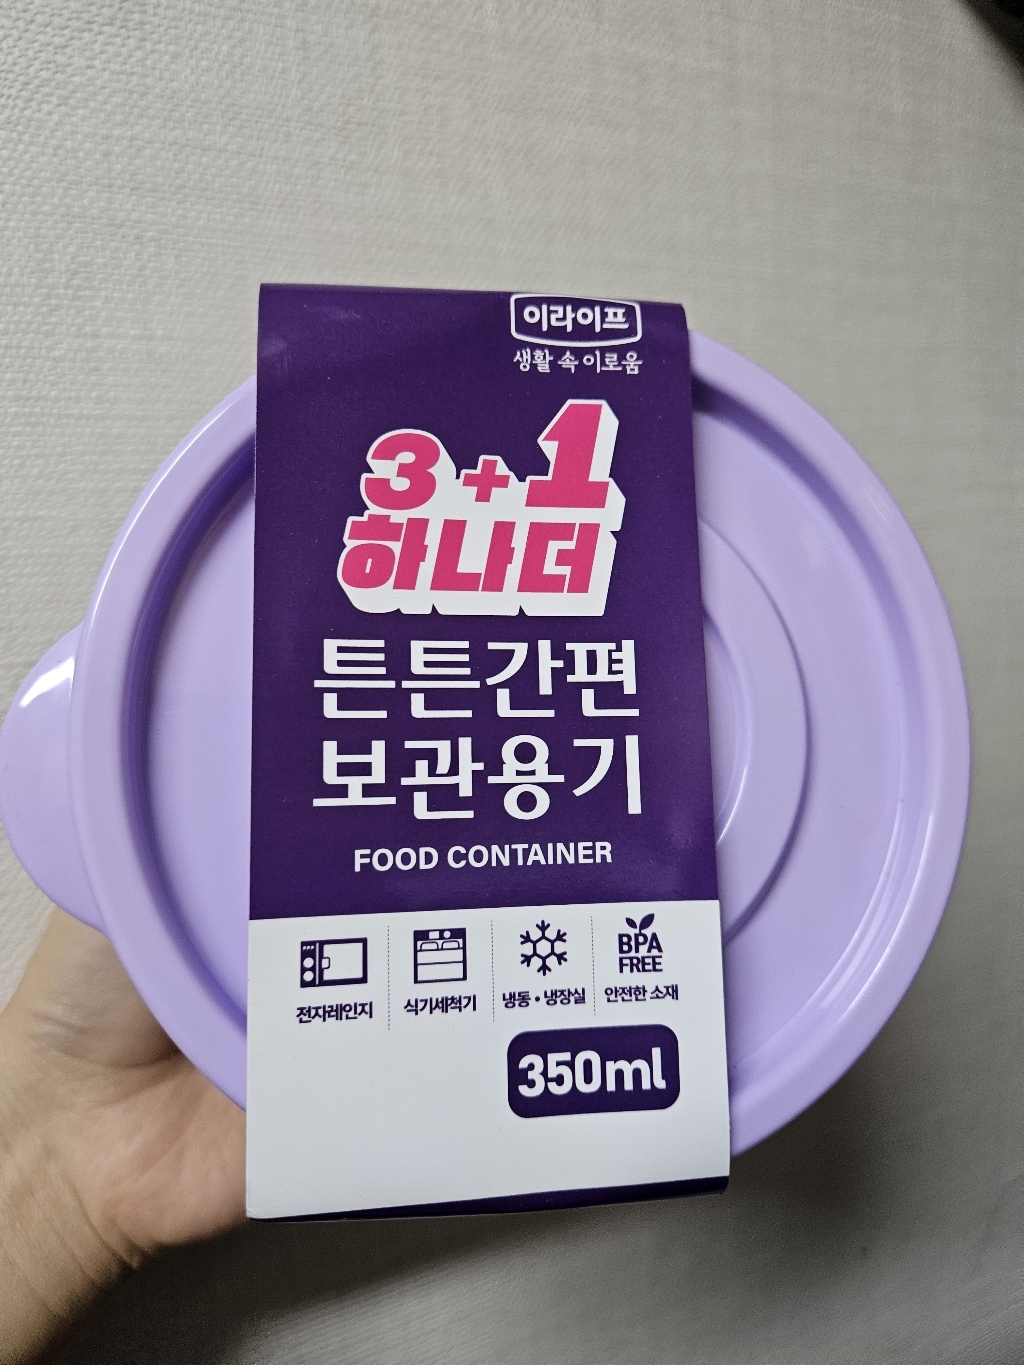 이라이프
생활 속 이로움
3+1
하나더
튼튼간편
보관용기
FOOD CONTAINER
BPA
FREE
전자레인지 식기세척기 냉동•냉장실 안전한 소재
350ml